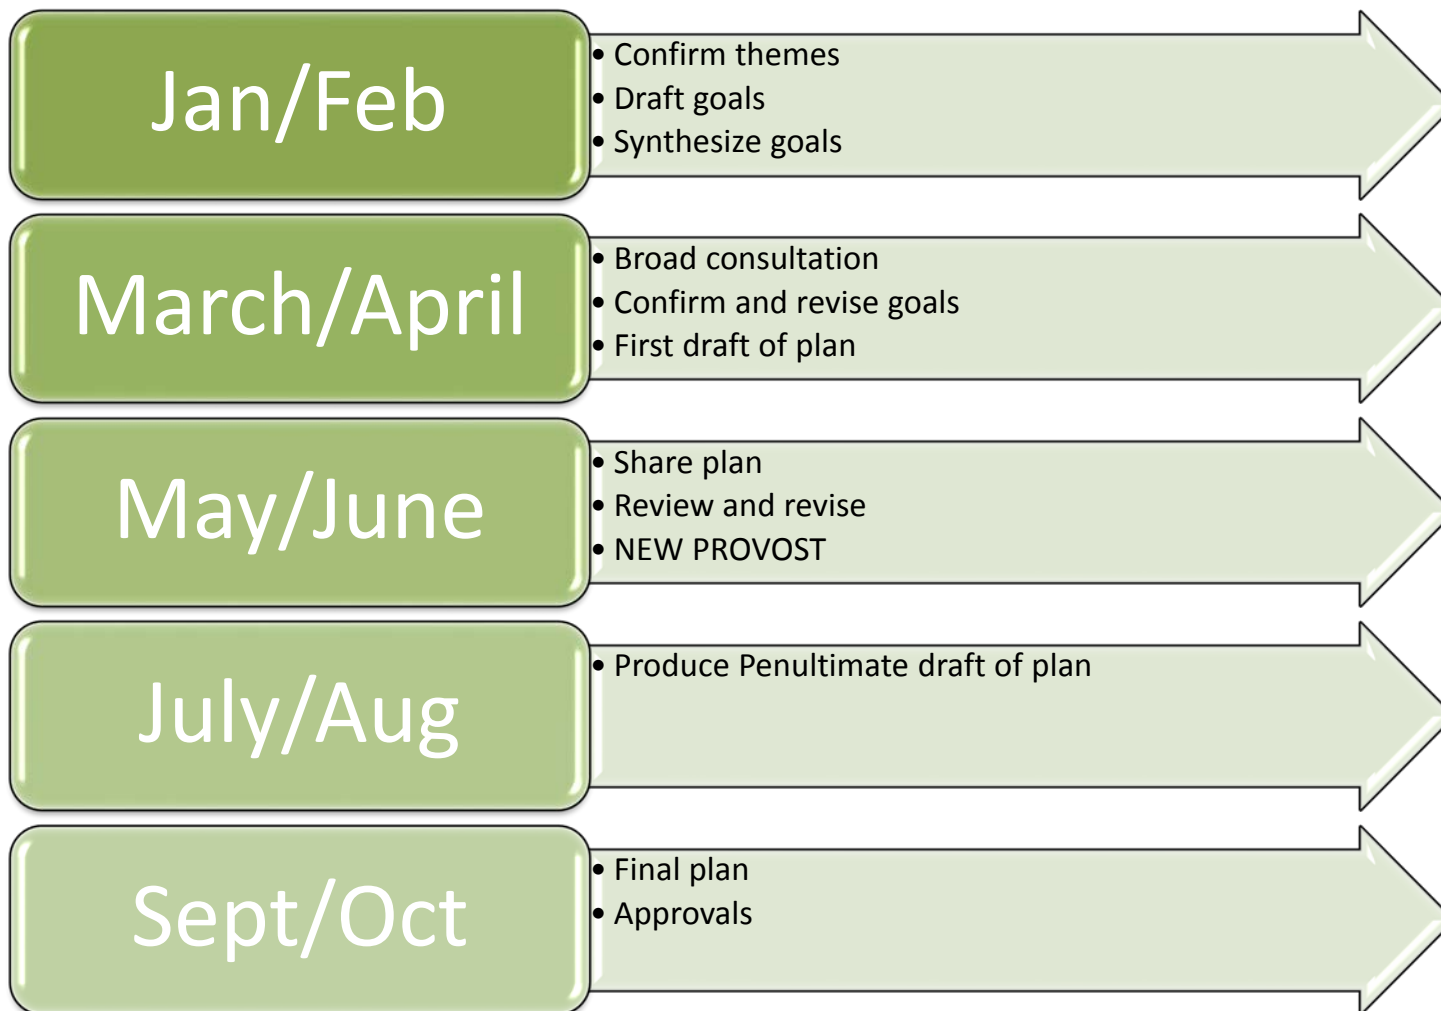 Jan/Feb
• Confirm themes
• Draft goals
• Synthesize goals
March/April
• Broad consultation
• Confirm and revise goals
• First draft of plan
May/June
• Share plan
• Review and revise
• NEW PROVOST
July/Aug
• Produce Penultimate draft of plan
Sept/Oct
• Final plan
• Approvals